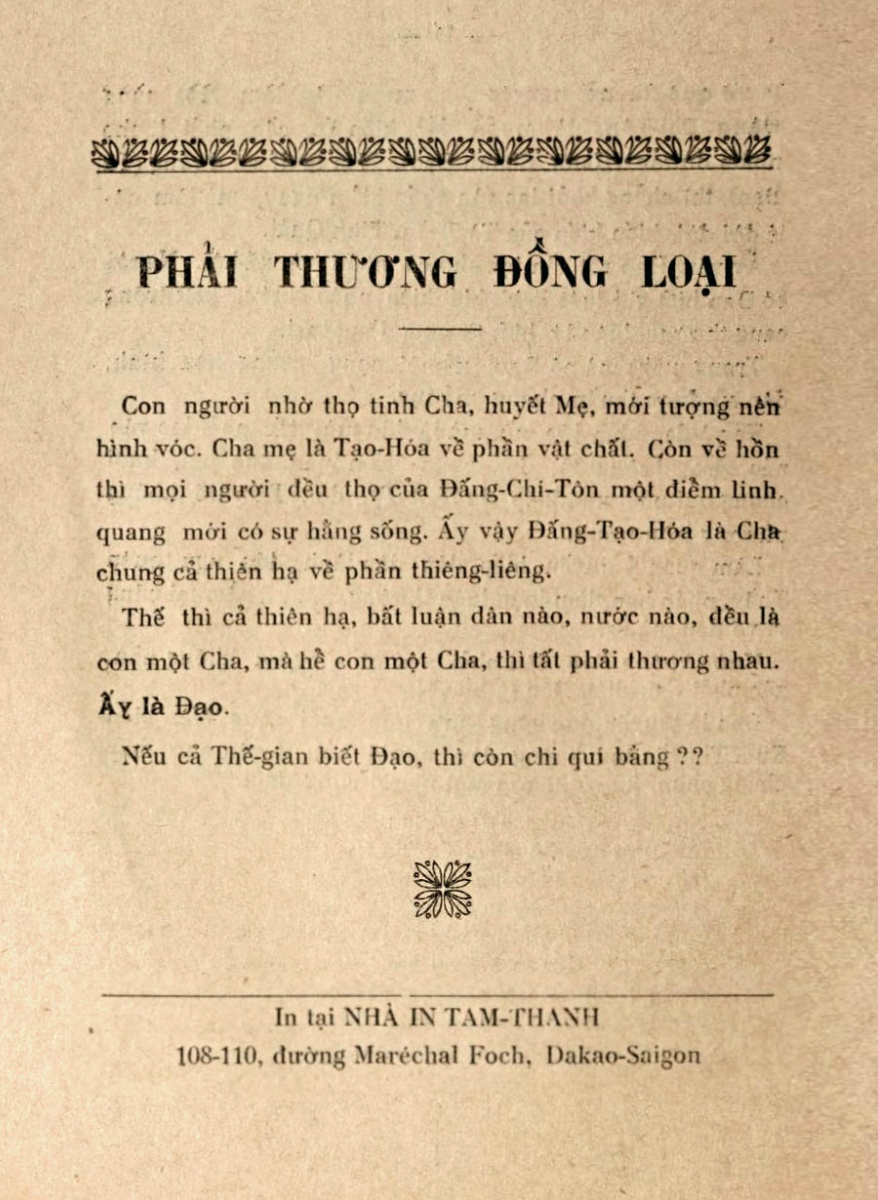 PHẢI THƯƠNG ĐỒNG LOẠI
Con người nhờ thọ tinh Cha, huyết Mẹ, mới tượng nên
hình vóc. Cha mẹ là Tạo-Hóa về phần vật chất. Còn về hồn
thì mọi người đều thọ của Đấng-Chí-Tôn một điểm linh
quang mới có sự hằng sống. Ấy vậy Đấng-Tạo-Hóa là Cha
chung cả thiên hạ về phần thiêng-liêng.
Thế thì cả thiên hạ, bất luận dân nào, nước nào, đều là
con một Cha, mà hễ con một Cha, thì tất phải thương nhau.
Ấy là Đạo.
Nếu cả Thế-gian biết Đạo, thì còn chi quí bằng ??
In tại NHÀ IN TAM-THANH
108-110, đường Maréchal Foch, Dakao-Saigon